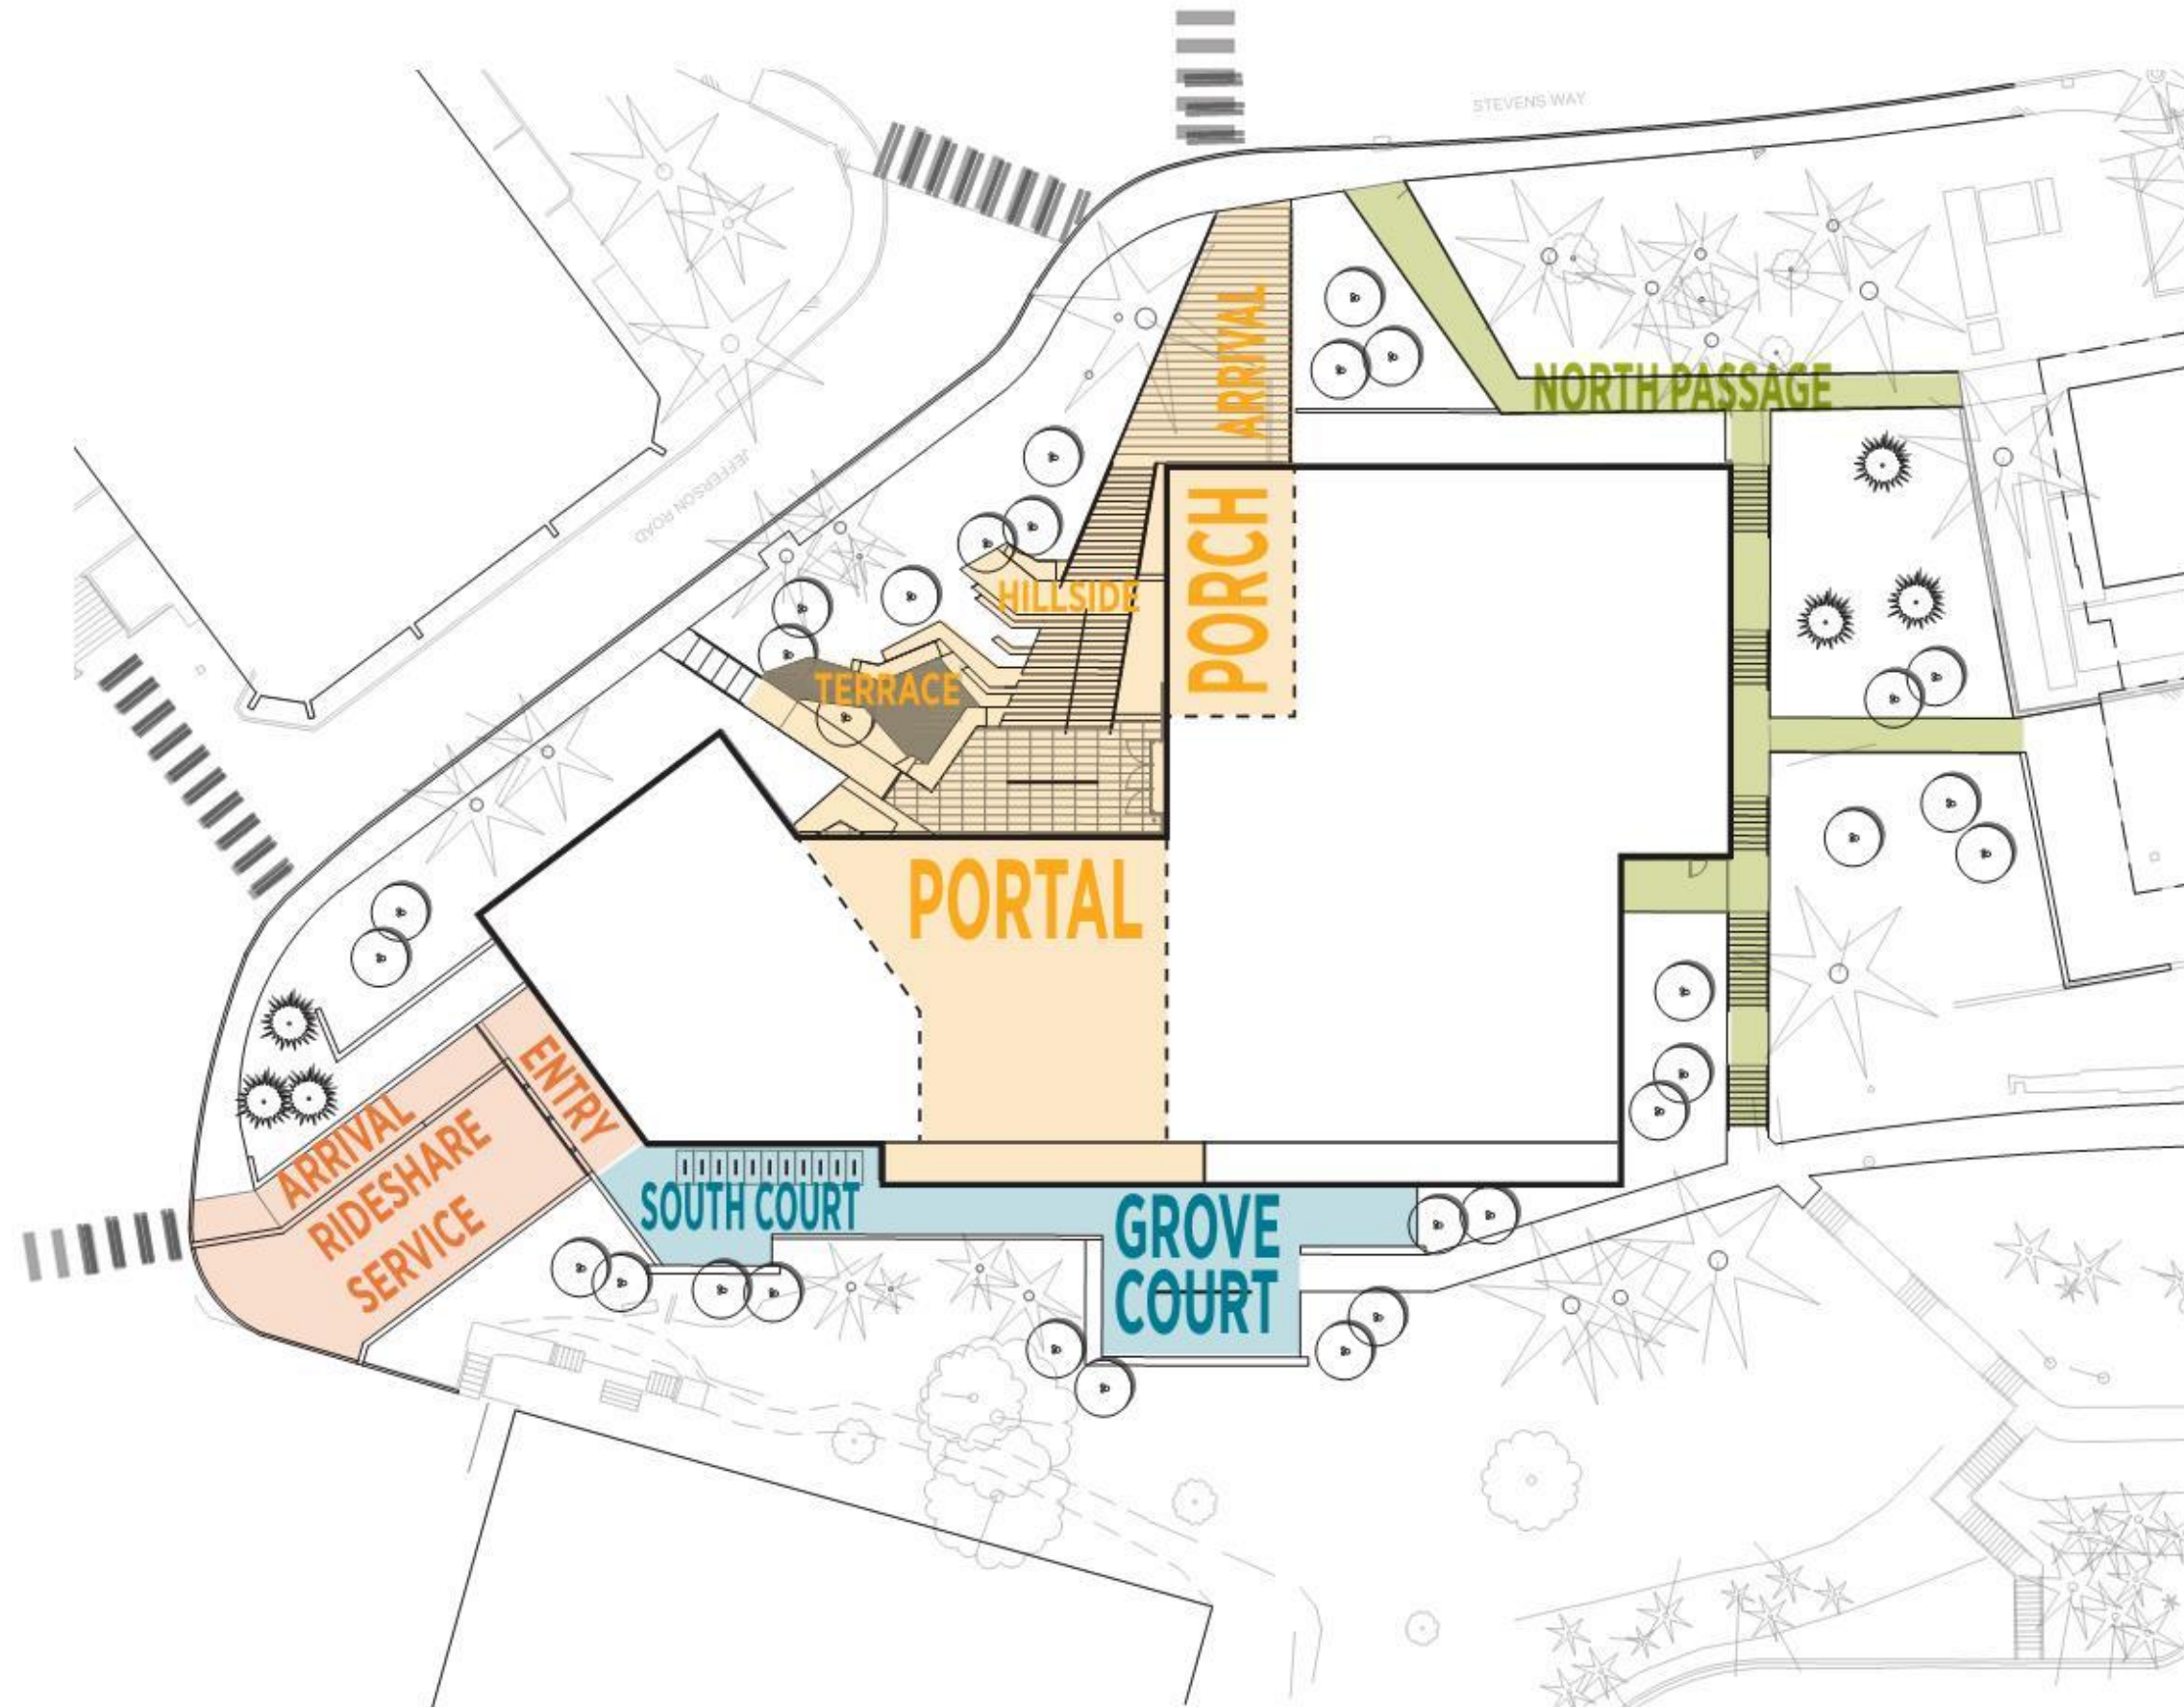 STEVENS WAY
ARRIVAL
NORTH PASSAGE
JEFFERSON ROAD
PORCH
HILLSIDE
TERRACE
PORTAL
ENTRY
ARRIVAL
RIDESHARE
SERVICE
SOUTH COURT
GROVE
COURT